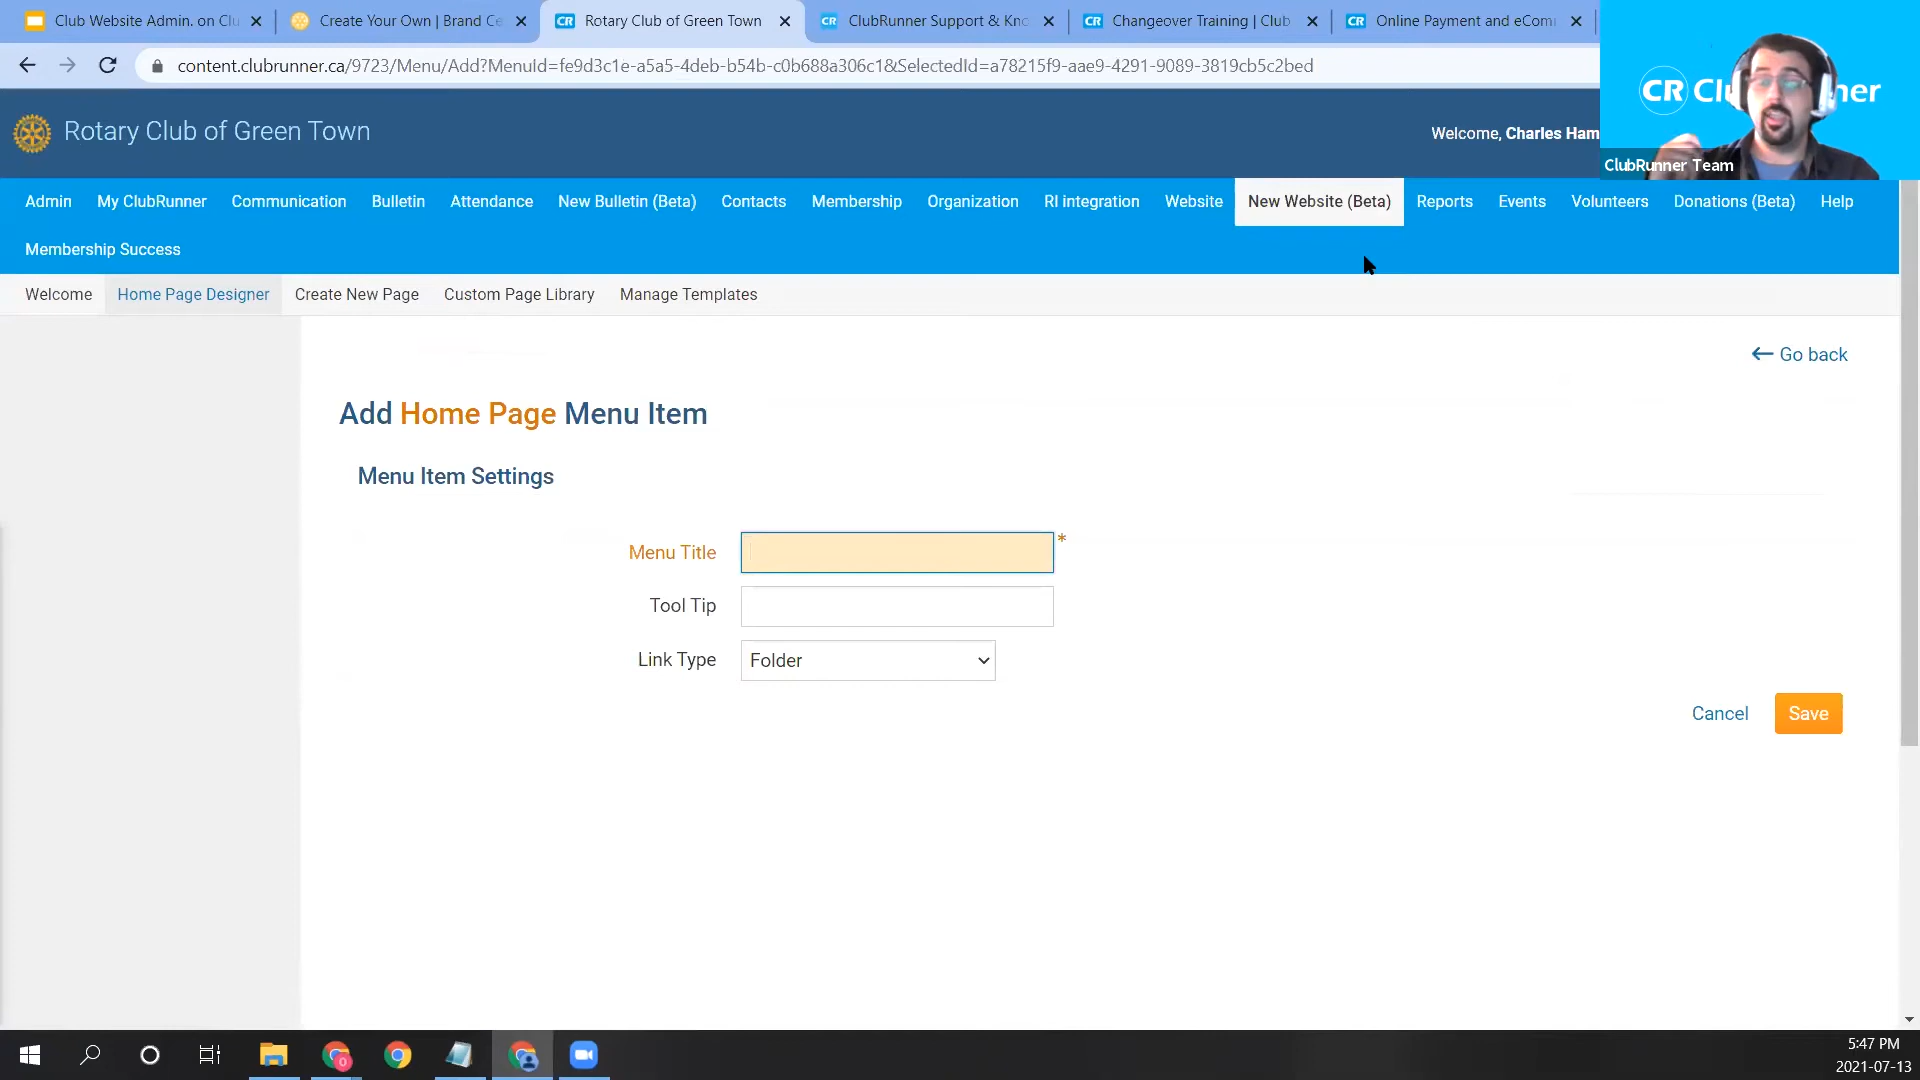 Club Website Admin. on Clu
Create Your Own | Brand Ce
CR Rotary Club of Green Town
CR ClubRunner Support & Kno
CR Changeover Training | Club
CR Online Payment and eCom
content.clubrunner.ca/9723/Menu/Add?MenuId=fe9d3c1e-a5a5-4deb-b54b-c0b688a306c1&SelectedId=a78215f9-aae9-4291-9089-3819cb5c2bed
Rotary Club of Green Town
Welcome, Charles Ham
ClubRunner Team
Admin My ClubRunner Communication Bulletin Attendance New Bulletin (Beta) Contacts Membership Organization RI integration Website New Website (Beta) Reports Events Volunteers Donations (Beta) Help
Membership Success
Welcome Home Page Designer Create New Page Custom Page Library Manage Templates
← Go back
Add Home Page Menu Item
Menu Item Settings
Menu Title *
Tool Tip
Link Type Folder
Cancel Save
5:47 PM
2021-07-13